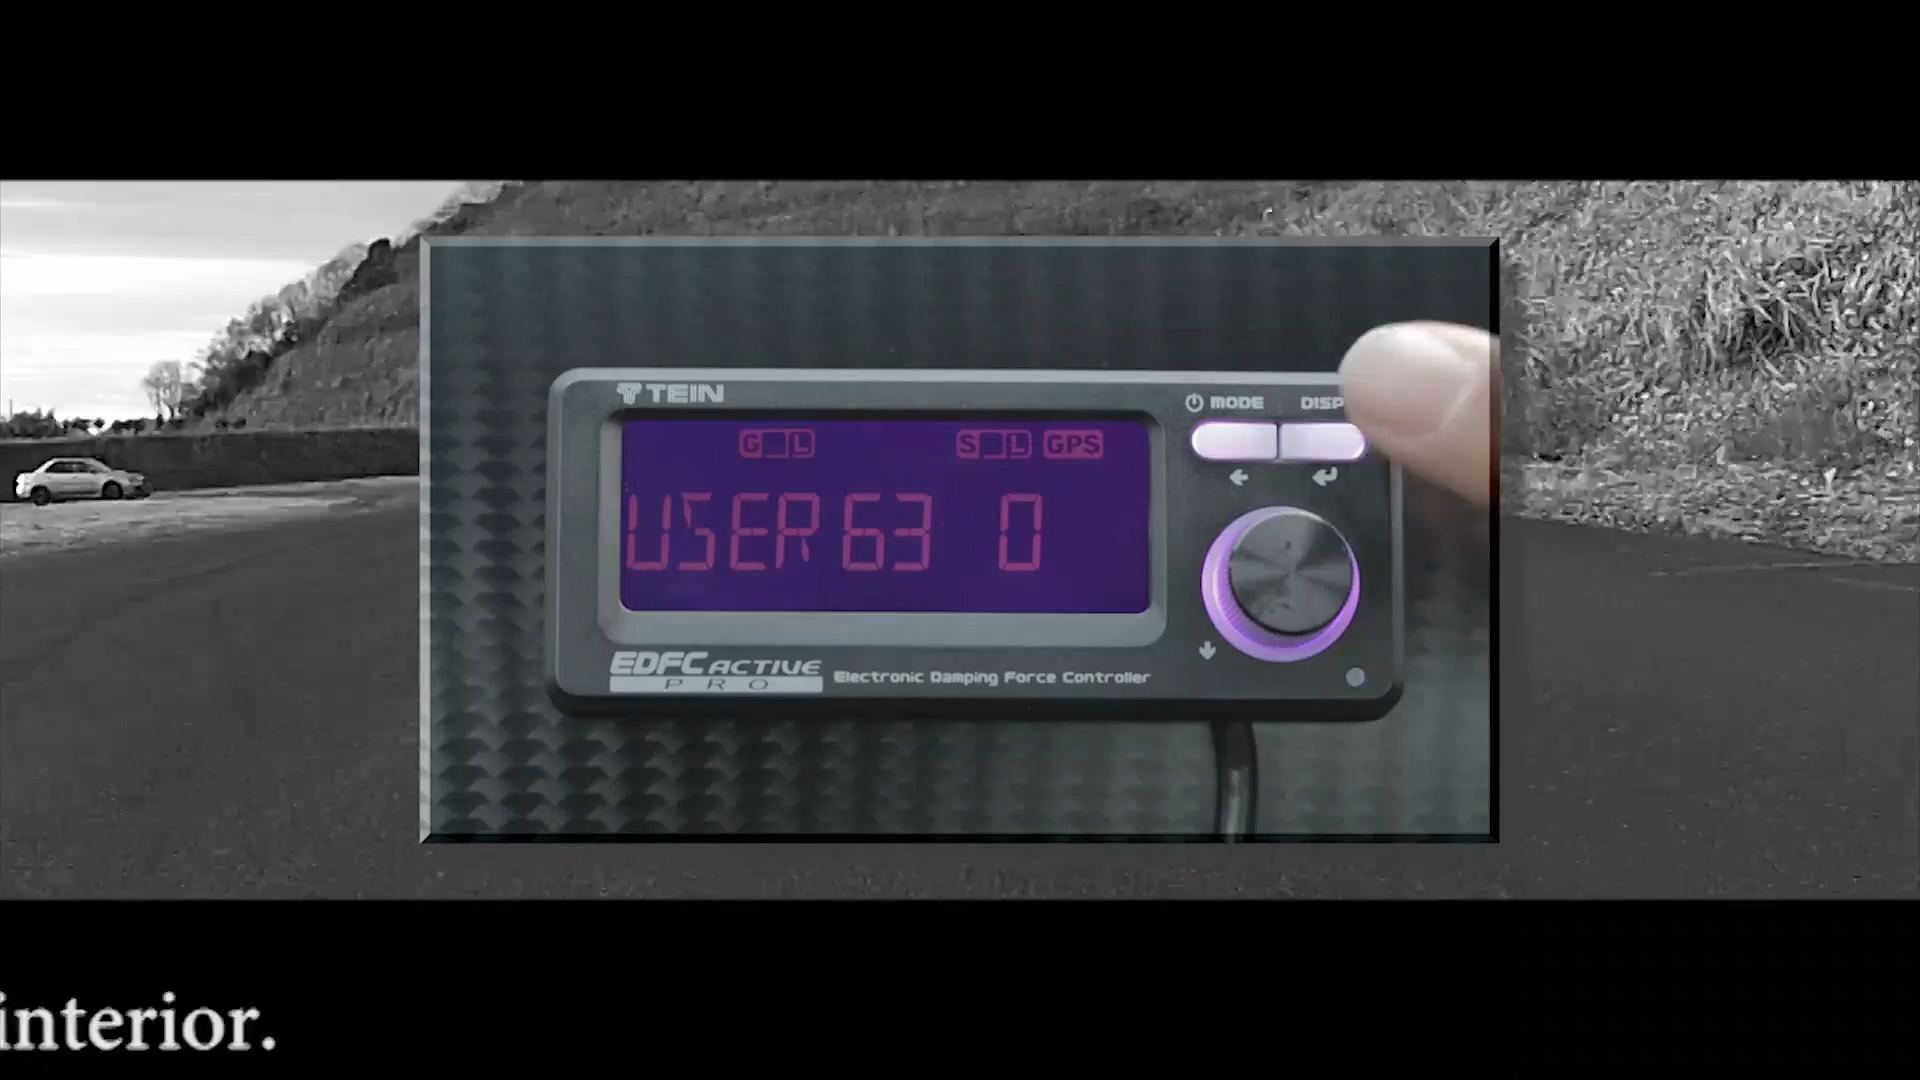 TEIN
MODE DISP
G L S L GPS
USER 63 0
EDFC ACTIVE
PRO
Electronic Damping Force Controller
interior.